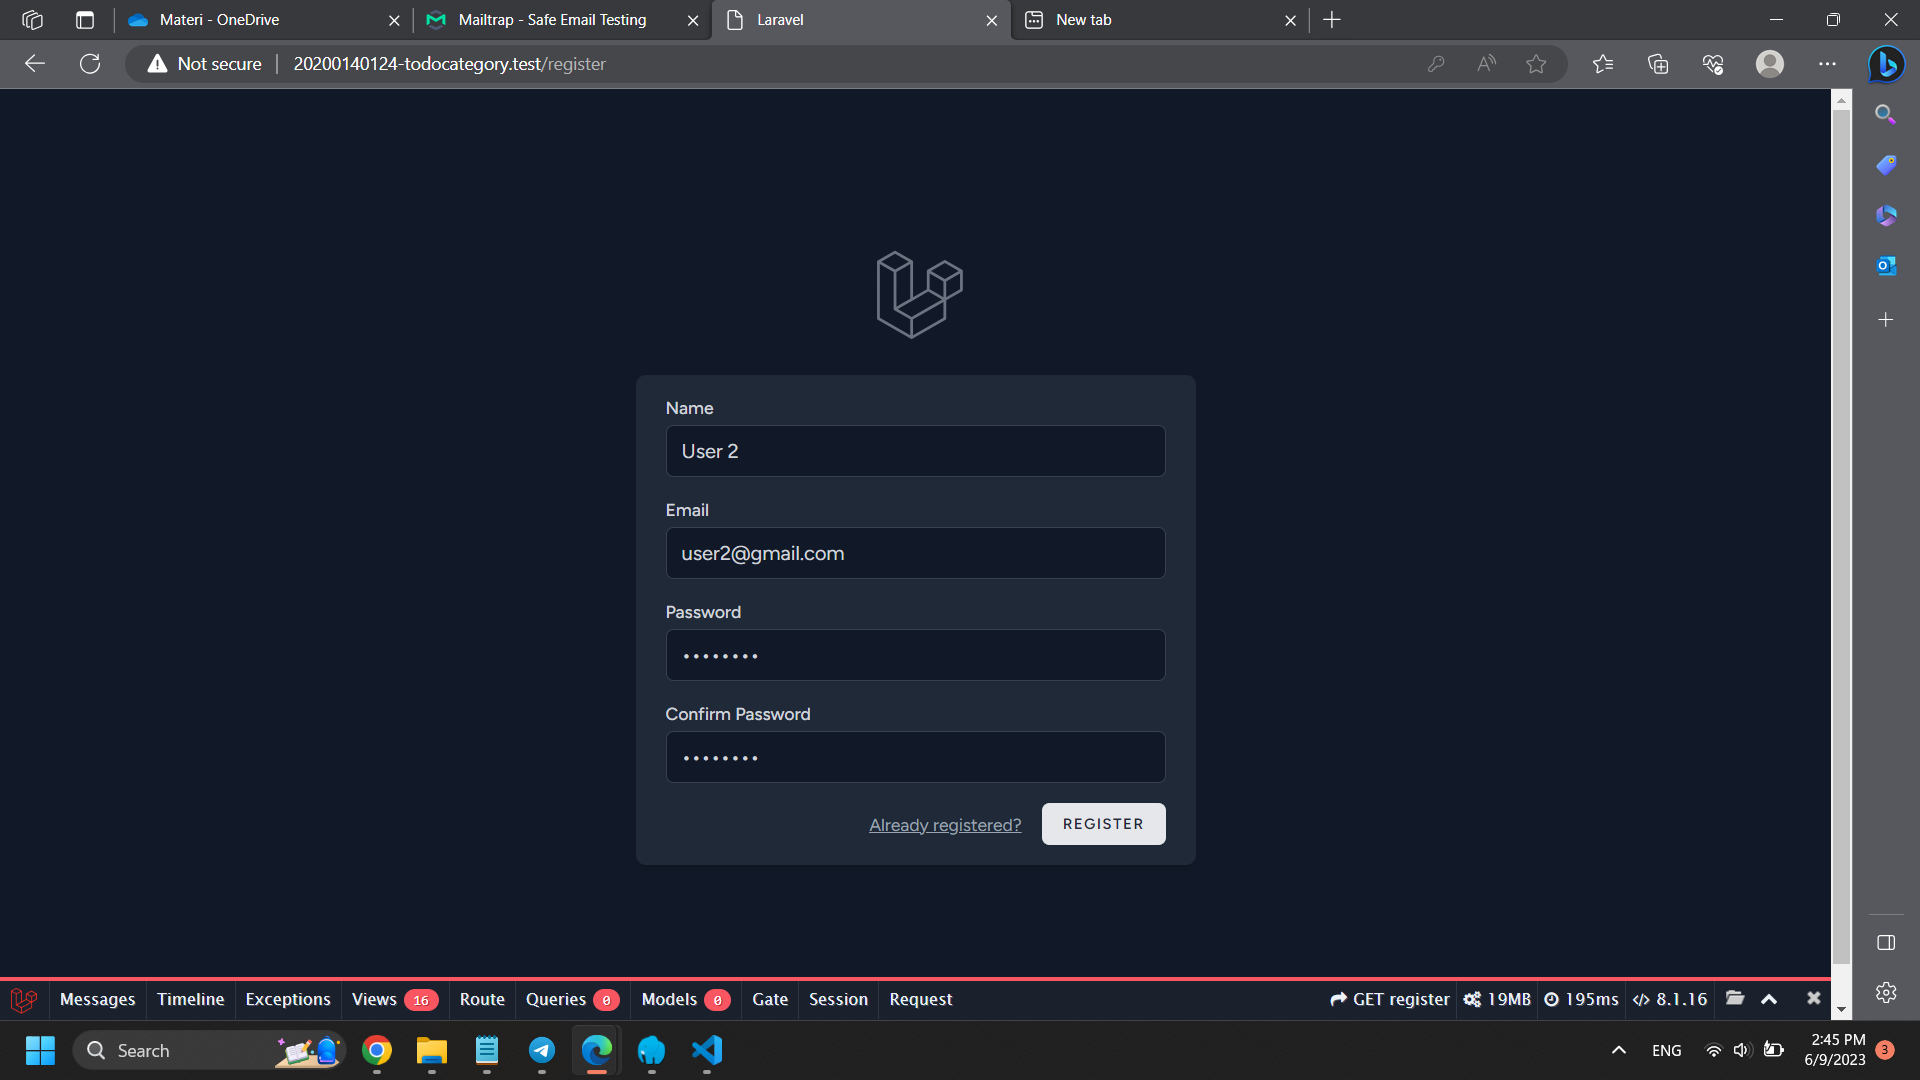 Materi - OneDrive
Mailtrap - Safe Email Testing
Laravel
New tab
Not secure
20200140124-todocategory.test/register
Name
User 2
Email
user2@gmail.com
Password
••••••••
Confirm Password
••••••••
Already registered?
REGISTER
Messages
Timeline
Exceptions
Views 16
Route
Queries 0
Models 0
Gate
Session
Request
GET register
19MB
195ms
8.1.16
Search
ENG
2:45 PM
6/9/2023
3